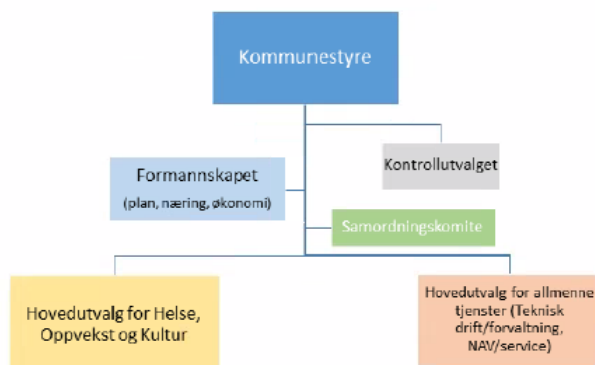 Kommunestyre
Kontrollutvalget
Formannskapet
(plan, næring, økonomi)
Samordningskomite
Hovedutvalg for Helse,
Oppvekst og Kultur
Hovedutvalg for allmenne
tjenster (Teknisk
drift/forvaltning,
NAV/service)